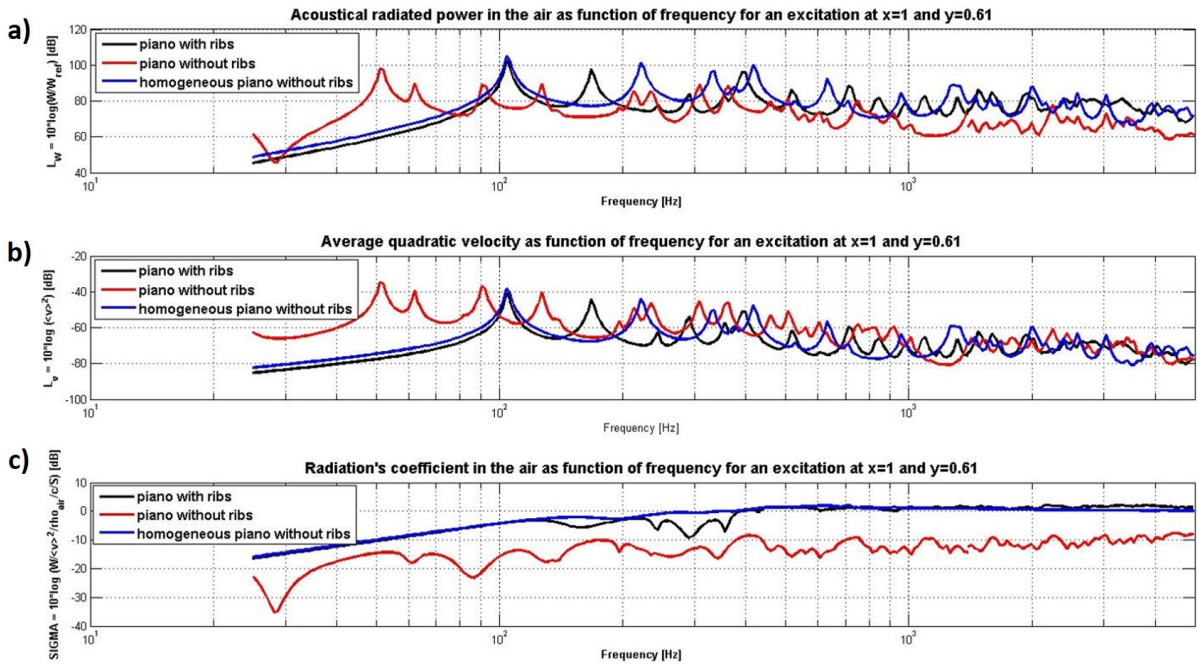 a)
Acoustical radiated power in the air as function of frequency for an excitation at x=1 and y=0.61
L_W = 10*log(W/W_ref) [dB]
120
100
80
60
40
piano with ribs
piano without ribs
homogeneous piano without ribs
10^1
10^2
10^3
Frequency [Hz]
b)
Average quadratic velocity as function of frequency for an excitation at x=1 and y=0.61
L_v = 10*log (<v>^2) [dB]
-20
-40
-60
-80
-100
piano with ribs
piano without ribs
homogeneous piano without ribs
10^1
10^2
10^3
Frequency [Hz]
c)
Radiation's coefficient in the air as function of frequency for an excitation at x=1 and y=0.61
SIGMA = 10*log (W/<v>^2/rho_air/c/S) [dB]
10
0
-10
-20
-30
-40
piano with ribs
piano without ribs
homogeneous piano without ribs
10^1
10^2
10^3
Frequency [Hz]